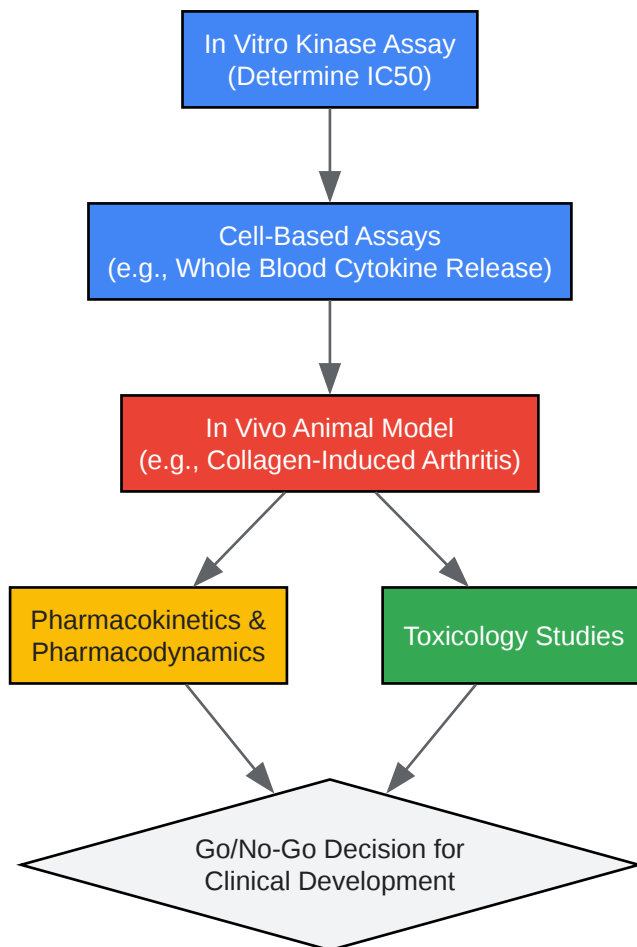 In Vitro Kinase Assay
(Determine IC50)
Cell-Based Assays
(e.g., Whole Blood Cytokine Release)
In Vivo Animal Model
(e.g., Collagen-Induced Arthritis)
Pharmacokinetics &
Pharmacodynamics
Toxicology Studies
Go/No-Go Decision for
Clinical Development